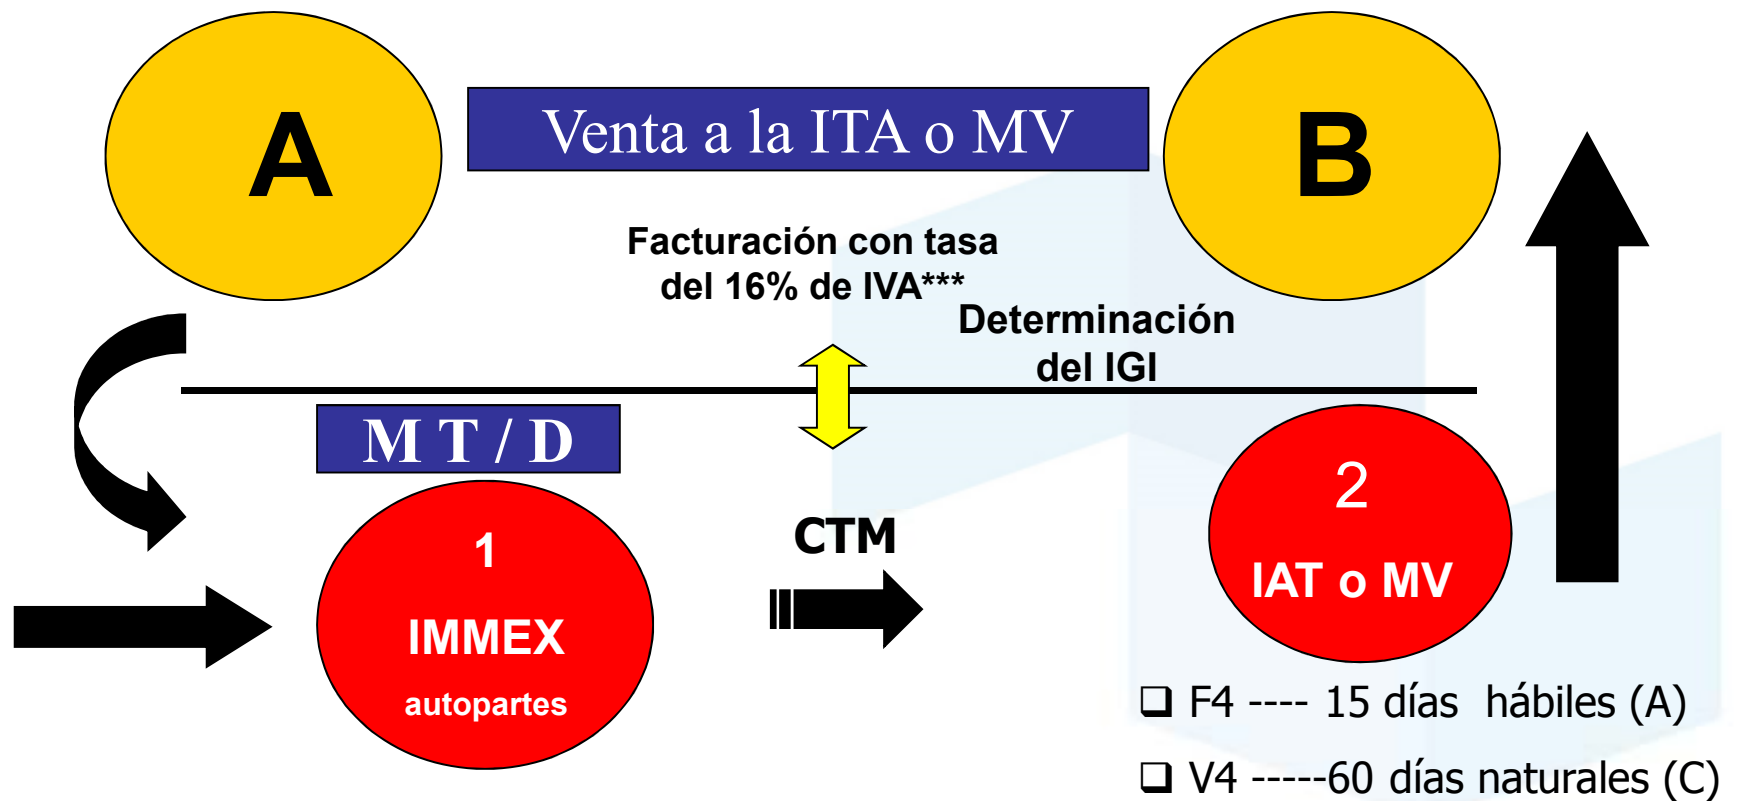 A
Venta a la ITA o MV
B
Facturación con tasa
del 16% de IVA***
Determinación
del IGI
M T / D
1
IMMEX
autopartes
CTM
2
IAT o MV
❑ F4 ---- 15 días hábiles (A)
❑ V4 -----60 días naturales (C)